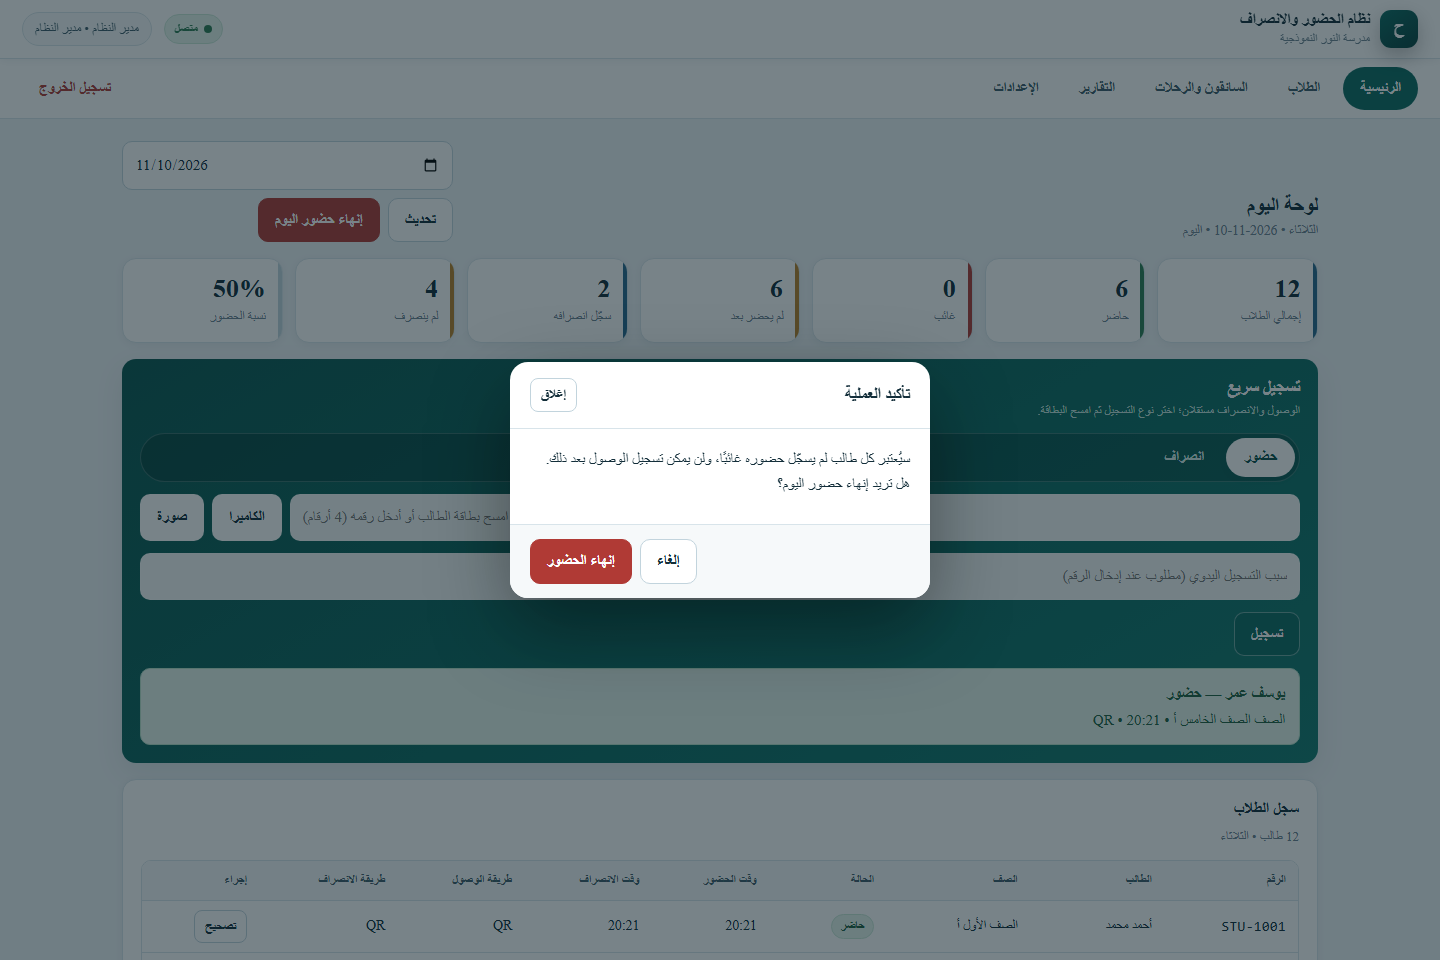 ح
نظام الحضور والانصراف
مدرسة النور النموذجية
متصل
مدير النظام • مدير النظام
الرئيسية
الطلاب
السائقون والرحلات
التقارير
الإعدادات
تسجيل الخروج
لوحة اليوم
الثلاثاء • 2026-11-10 • اليوم
11/10/2026
تحديث
إنهاء حضور اليوم
12
إجمالي الطلاب
6
حاضر
0
غائب
6
لم يحضر بعد
2
سجّل انصرافه
4
لم ينصرف
50%
نسبة الحضور
تسجيل سريع
الوصول والانصراف مستقلان؛ اختر نوع التسجيل ثم امسح البطاقة.
حضور
انصراف
امسح بطاقة الطالب أو أدخل رقمه (4 أرقام)
الكاميرا
صورة
سبب التسجيل اليدوي (مطلوب عند إدخال الرقم)
تسجيل
يوسف عمر — حضور
الصف الصف الخامس أ • 20:21 • QR
تأكيد العملية
إغلاق
سيُعتبر كل طالب لم يسجّل حضوره غائبًا، ولن يمكن تسجيل الوصول بعد ذلك.
هل تريد إنهاء حضور اليوم؟
إلغاء
إنهاء الحضور
سجل الطلاب
12 طالب • الثلاثاء
الرقم الطالب الصف الحالة وقت الحضور وقت الانصراف طريقة الوصول طريقة الانصراف إجراء
STU-1001 أحمد محمد الصف الأول أ حاضر 20:21 20:21 QR QR تصحيح